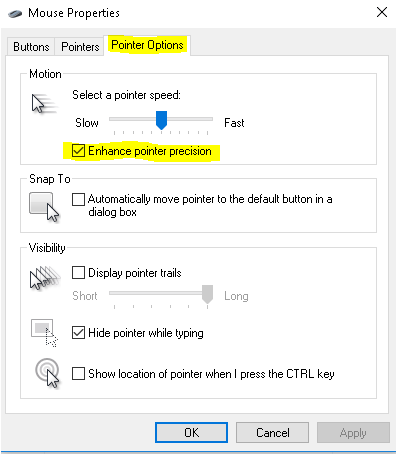 Mouse Properties
Buttons Pointers Pointer Options
Motion
Select a pointer speed:
Slow Fast
Enhance pointer precision
Snap To
Automatically move pointer to the default button in a
dialog box
Visibility
Display pointer trails
Short Long
Hide pointer while typing
Show location of pointer when I press the CTRL key
OK Cancel Apply